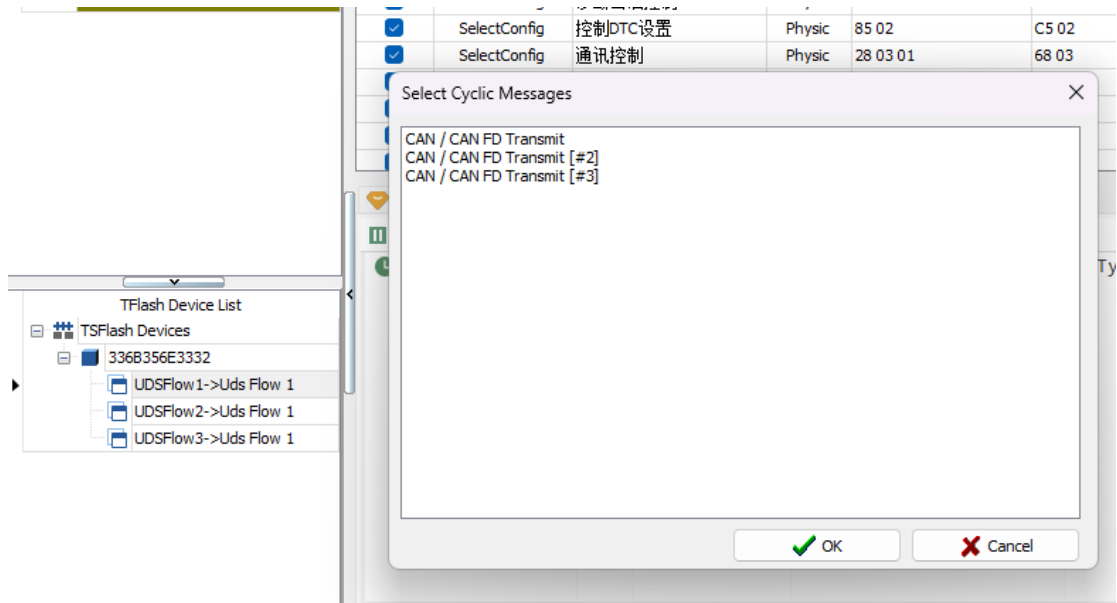 SelectConfig 控制DTC设置 Physic 85 02 C5 02
SelectConfig 通讯控制 Physic 28 03 01 68 03
Select Cyclic Messages
CAN / CAN FD Transmit
CAN / CAN FD Transmit [#2]
CAN / CAN FD Transmit [#3]
Ty
TFlash Device List
TSFlash Devices
336B356E3332
UDSFlow1->Uds Flow 1
UDSFlow2->Uds Flow 1
UDSFlow3->Uds Flow 1
OK
Cancel